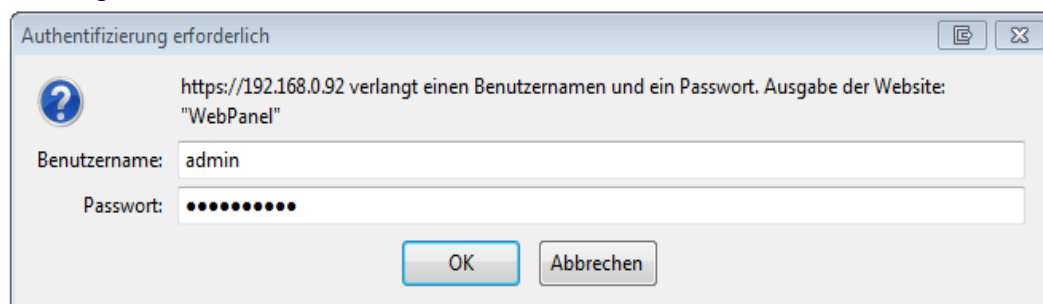 Authentifizierung erforderlich
https://192.168.0.92 verlangt einen Benutzernamen und ein Passwort. Ausgabe der Website:
"WebPanel"
Benutzername: admin
Passwort: ••••••••••
OK Abbrechen